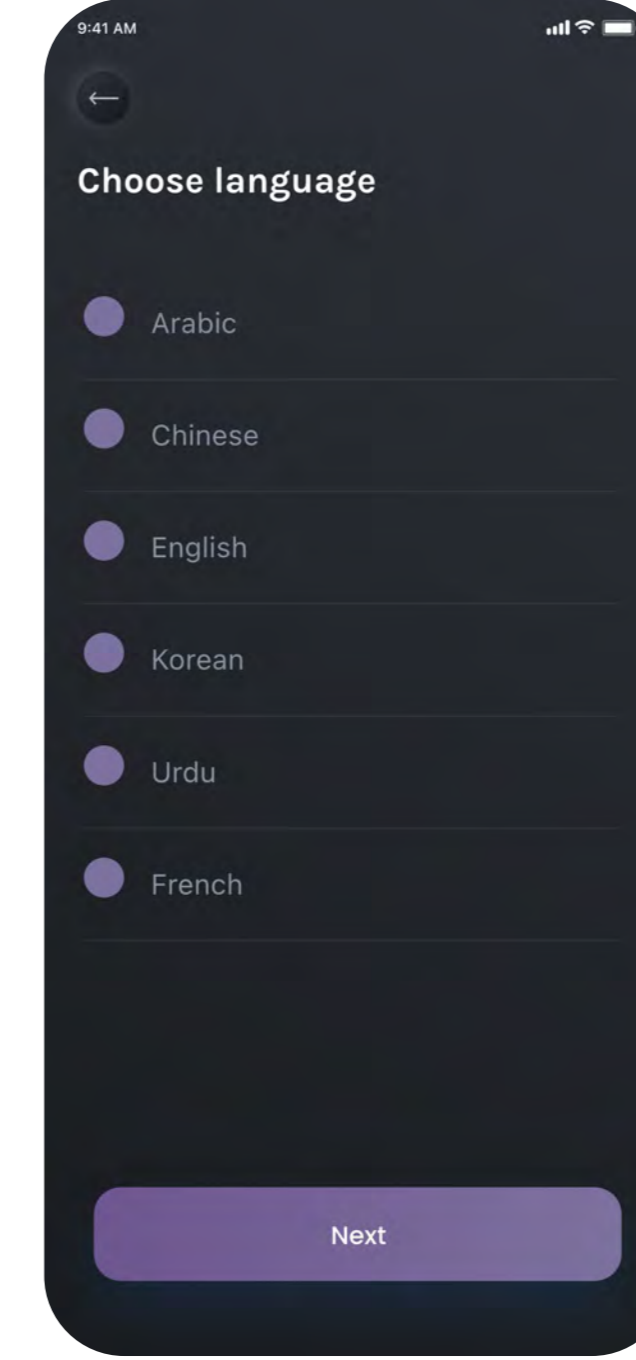 9:41 AM
Choose language
Arabic
Chinese
English
Korean
Urdu
French
Next